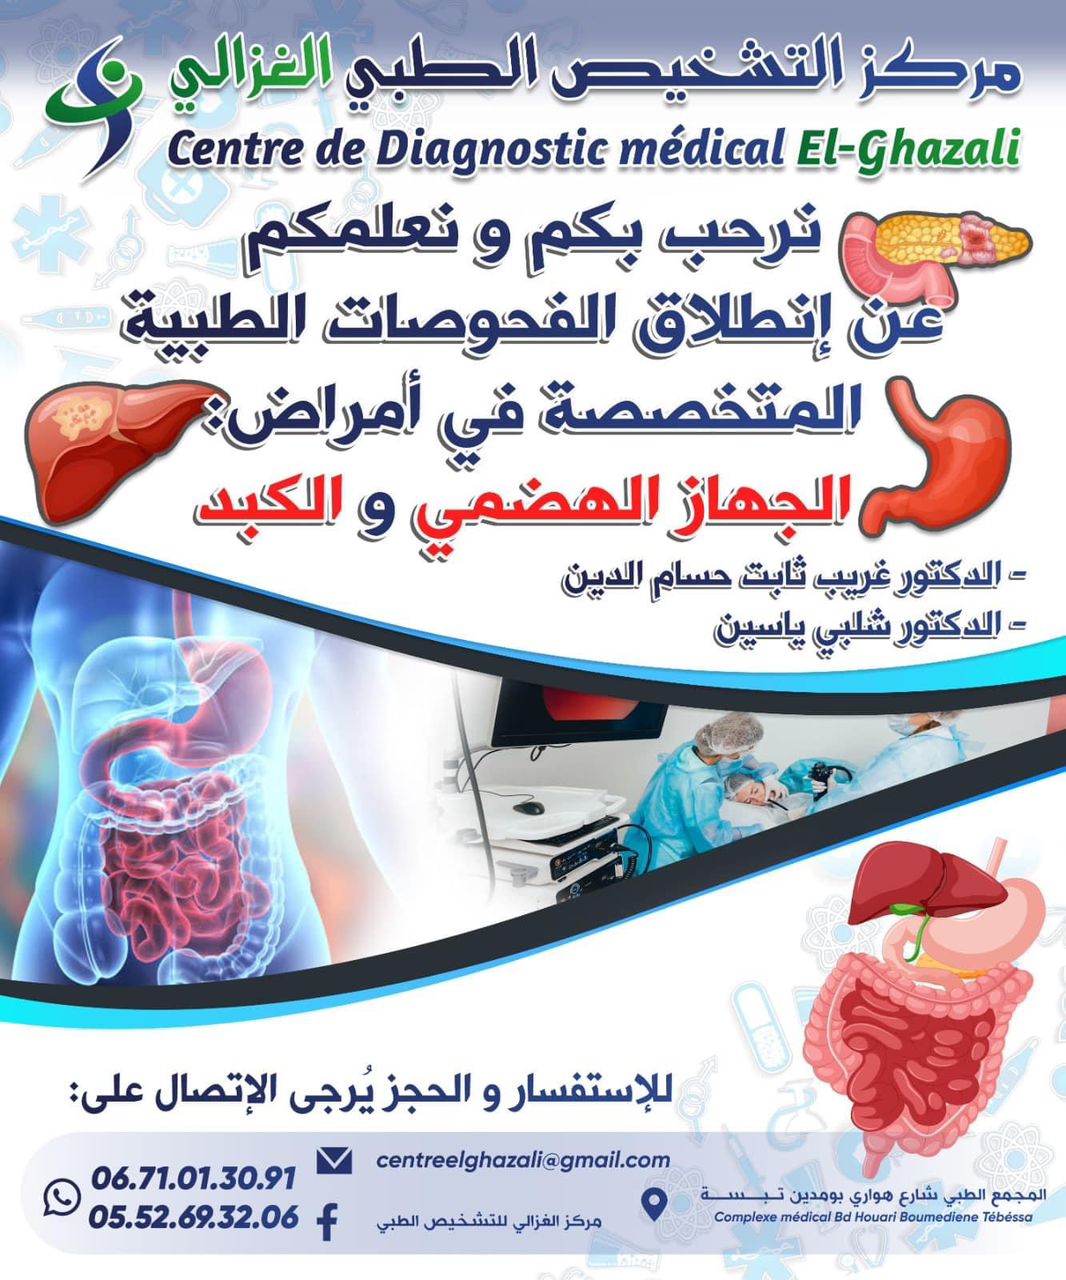 مركز التشخيص الطبي الغزالي
Centre de Diagnostic médical El-Ghazali
نرحب بكم و نعلمكم
عن إنطلاق الفحوصات الطبية
المتخصصة في أمراض:
الجهاز الهضمي و الكبد
- الدكتور غريب ثابت حسام الدين
- الدكتور شلبي ياسين
للإستفسار و الحجز يُرجى الإتصال على:
06.71.01.30.91
05.52.69.32.06
centreelghazali@gmail.com
مركز الغزالي للتشخيص الطبي
المجمع الطبي شارع هواري بومدين تبـــســـة
Complexe médical Bd Houari Boumediene Tébéssa